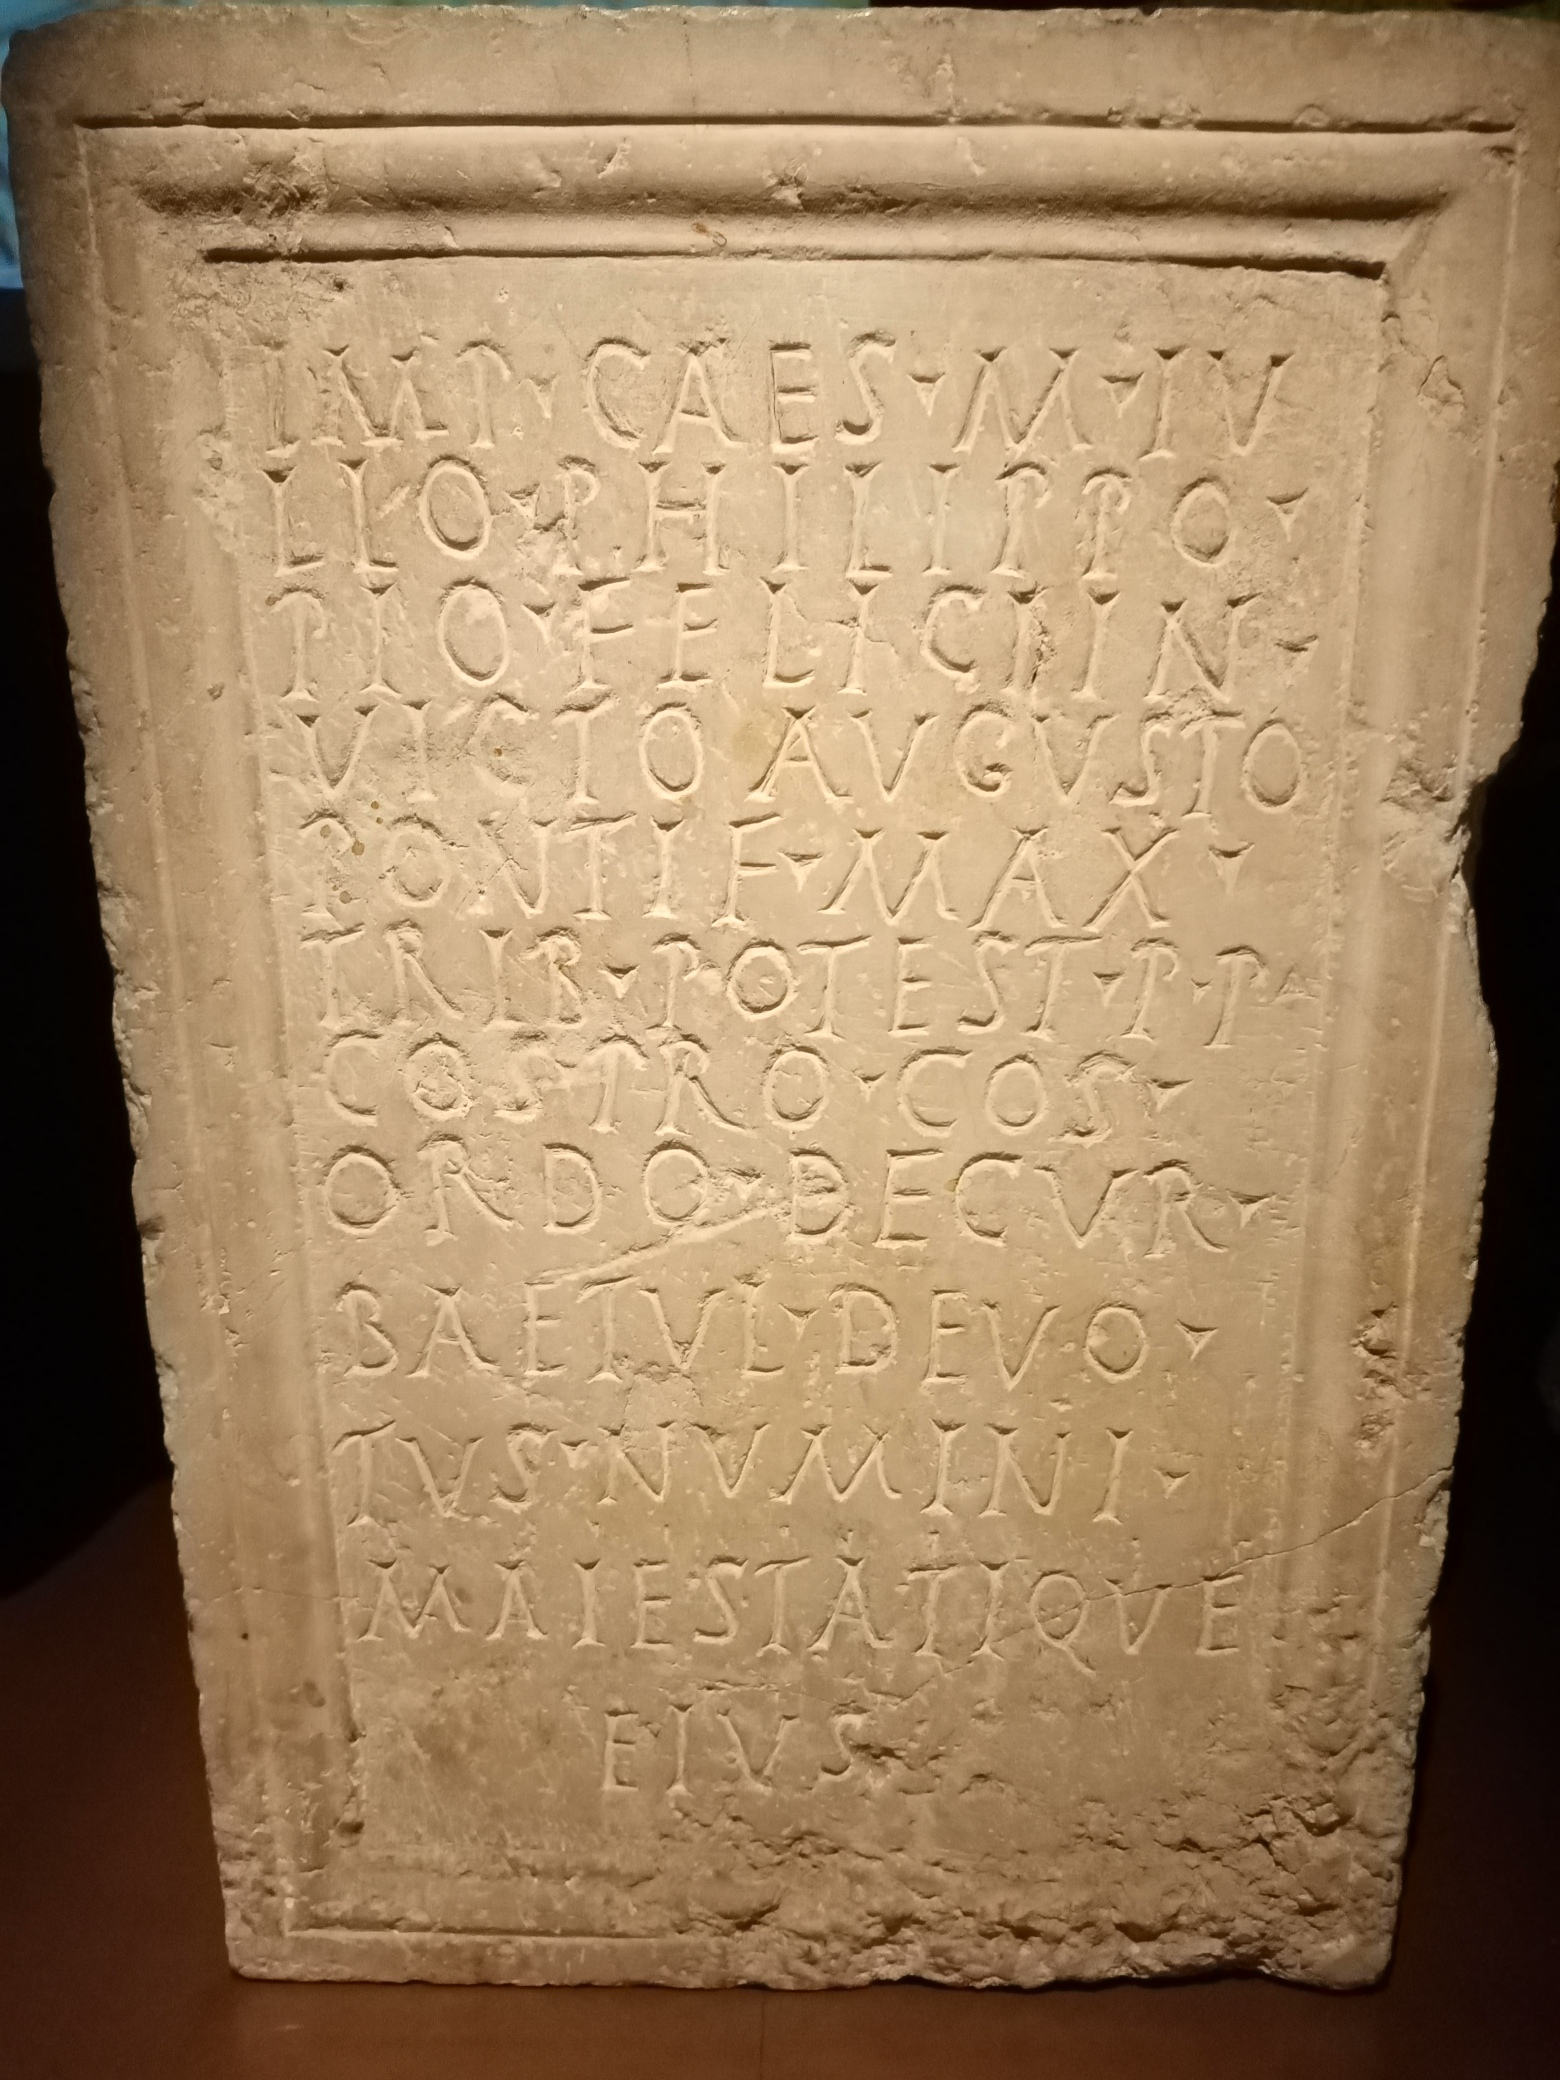 IMP·CAES·M·IV
LIO·PHILIPPO·
PIO·FELICI IN·
VICTO AVGVSTO
PONTIF·MAX·
TRIB·POTEST·P·P
COS·PRO·COS·
ORDO·DECVR·
BAETVL·DEVO·
TVS·NVMINI·
MAIESTATIQVE
EIVS